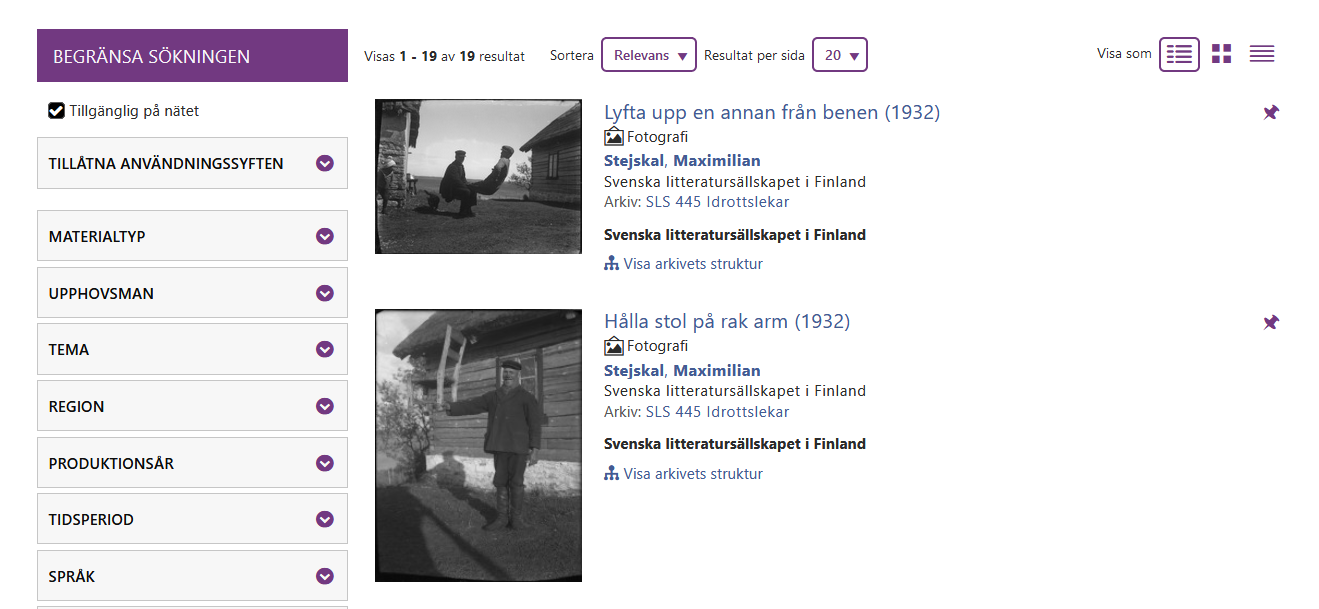 BEGRÄNSA SÖKNINGEN
Tillgänglig på nätet
TILLÅTNA ANVÄNDNINGSSYFTEN
MATERIALTYP
UPPHOVSMAN
TEMA
REGION
PRODUKTIONSÅR
TIDSPERIOD
SPRÅK
Visas 1 - 19 av 19 resultat Sortera Relevans Resultat per sida 20 Visa som
Lyfta upp en annan från benen (1932)
Fotografi
Stejskal, Maximilian
Svenska litteratursällskapet i Finland
Arkiv: SLS 445 Idrottslekar
Svenska litteratursällskapet i Finland
Visa arkivets struktur
Hålla stol på rak arm (1932)
Fotografi
Stejskal, Maximilian
Svenska litteratursällskapet i Finland
Arkiv: SLS 445 Idrottslekar
Svenska litteratursällskapet i Finland
Visa arkivets struktur